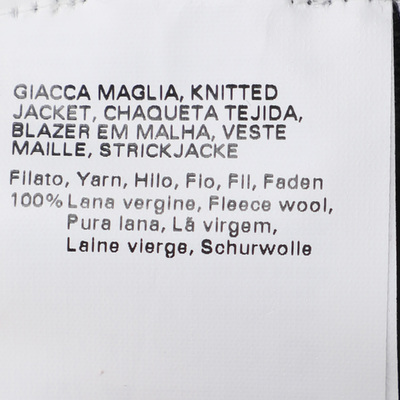 GIACCA MAGLIA, KNITTED
JACKET, CHAQUETA TEJIDA,
BLAZER EM MALHA, VESTE
MAILLE, STRICKJACKE
Filato, Yarn, Hilo, Fio, Fil, Faden
100% Lana vergine, Fleece wool,
Pura lana, Lã virgem,
Laine vierge, Schurwolle